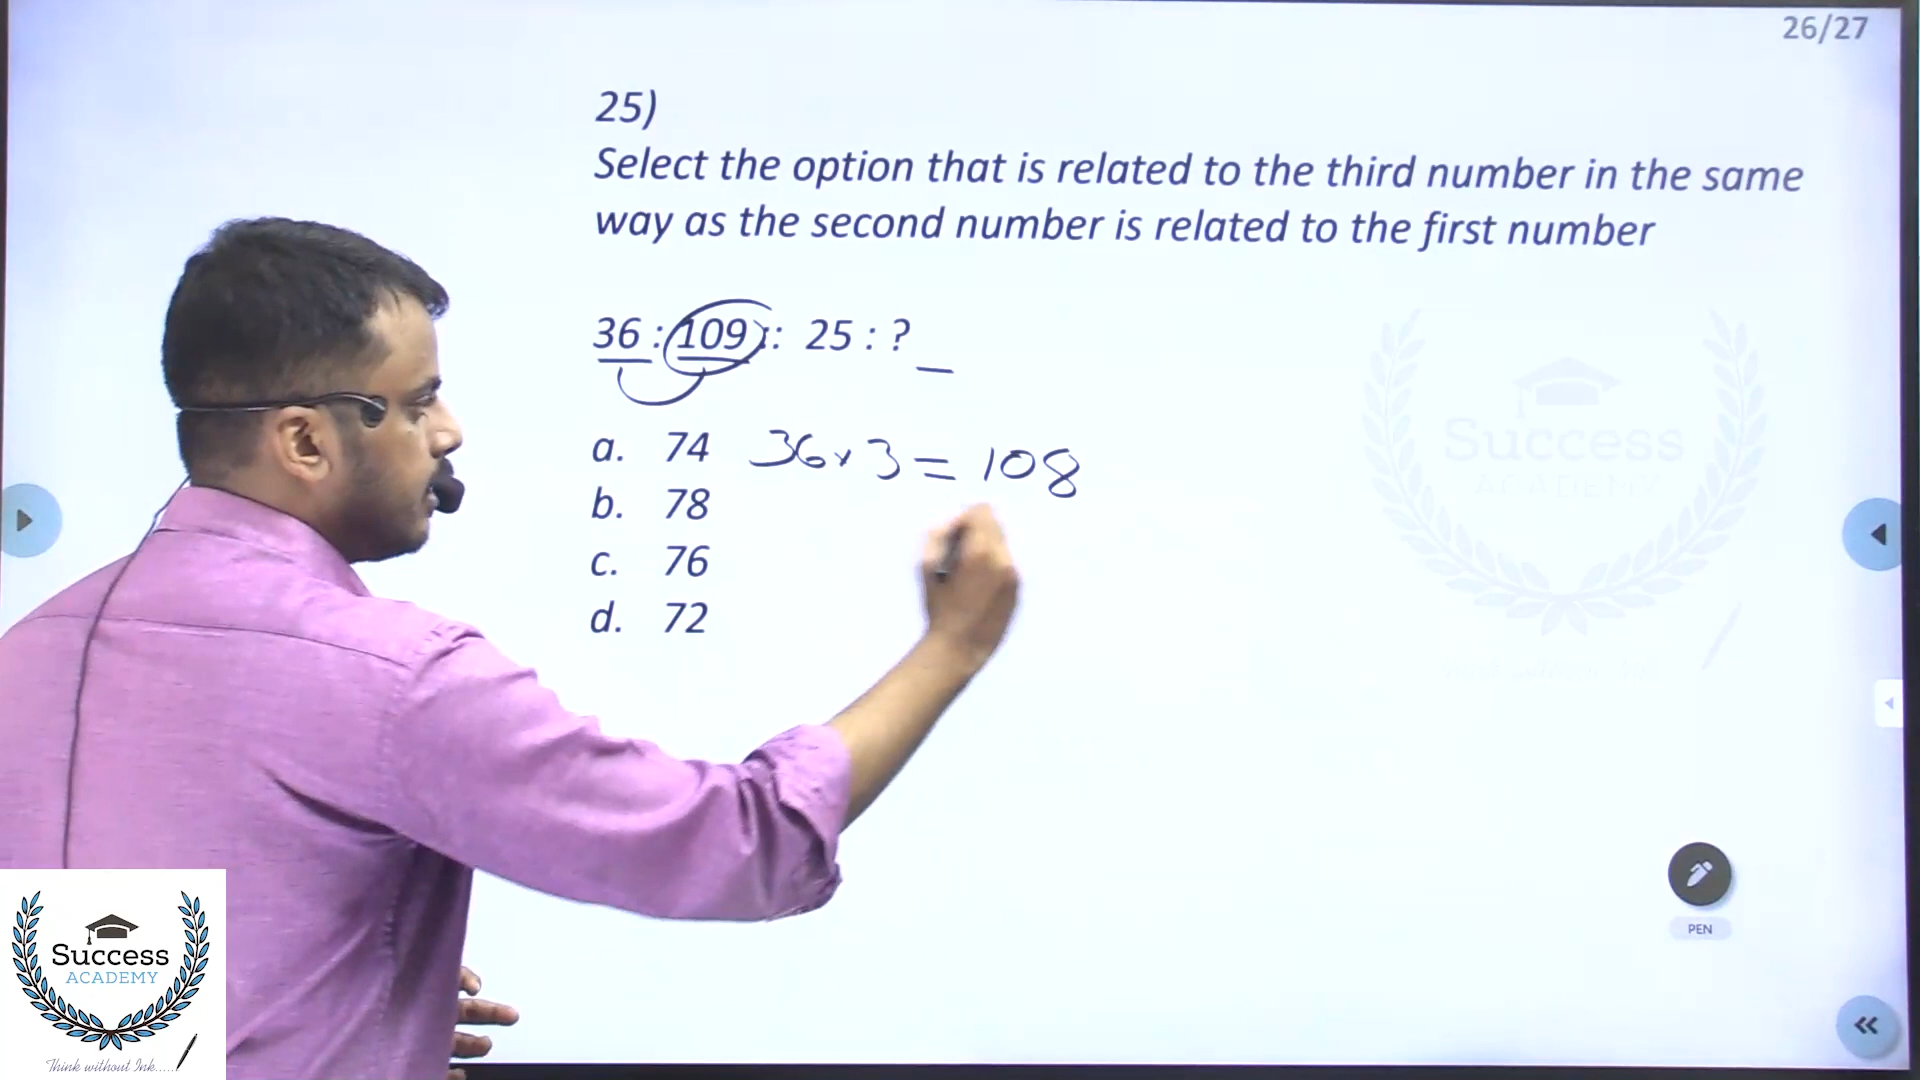 26/27
25)
Select the option that is related to the third number in the same
way as the second number is related to the first number
36 : 109 :: 25 : ?
a. 74 36 x 3 = 108
b. 78
c. 76
d. 72
Success
ACADEMY
PEN
Success
ACADEMY
Think without Ink.....